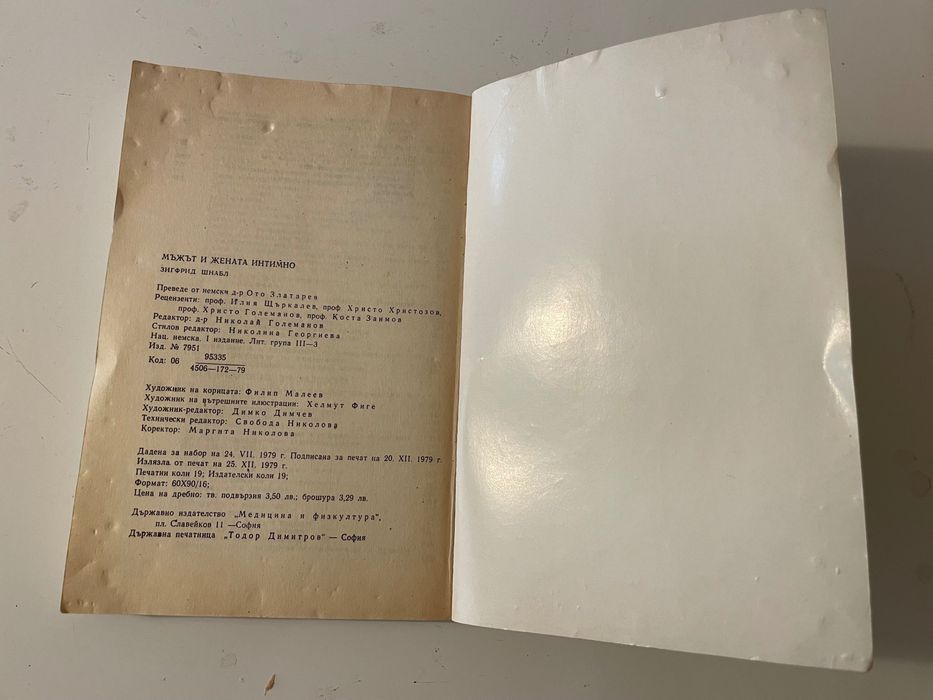 МЪЖЪТ И ЖЕНАТА ИНТИМНО
ЗИГФРИД ШНАБЛ
Преведе от немски д-р Ото Златарев
Рецензенти: проф. Илия Щъркалев, проф. Христо Христозов,
проф. Христо Големанов, проф. Коста Заимов
Редактор: д-р Николай Големанов
Стилов редактор: Николина Георгиева
Нац. немска. I издание. Лит. група III—3
Изд. № 7951
Код: 06 95335
4506—172—79
Художник на корицата: Филип Малеев
Художник на вътрешните илюстрации: Хелмут Фиге
Художник-редактор: Димко Димчев
Технически редактор: Свобода Николова
Коректор: Маргита Николова
Дадена за набор на 24. VII. 1979 г. Подписана за печат на 20. XII. 1979 г.
Излязла от печат на 25. XII. 1979 г.
Печатни коли 19; Издателски коли 19;
Формат: 60X90/16;
Цена на дребно: тв. подвързия 3,50 лв.; брошура 3,29 лв.
Държавно издателство „Медицина и физкултура",
пл. Славейков 11 —София
Държавна печатница „Тодор Димитров" — София